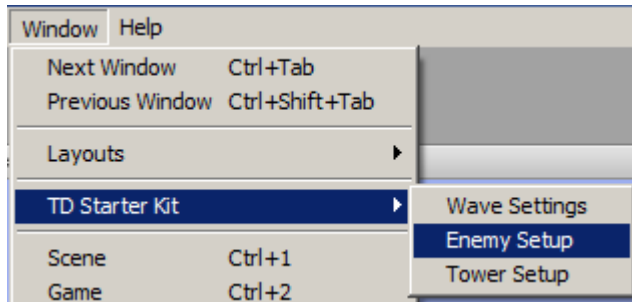 Window Help
Next Window Ctrl+Tab
Previous Window Ctrl+Shift+Tab
Layouts
TD Starter Kit
Wave Settings
Enemy Setup
Tower Setup
Scene Ctrl+1
Game Ctrl+2